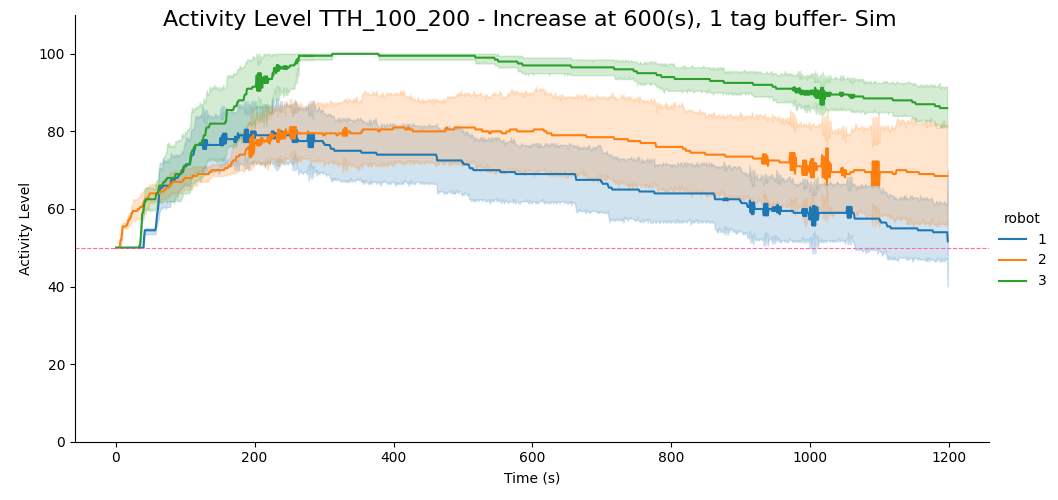 Activity Level TTH_100_200 - Increase at 600(s), 1 tag buffer- Sim
100
80
60
40
20
0
Activity Level
0 200 400 600 800 1000 1200
Time (s)
robot
1
2
3